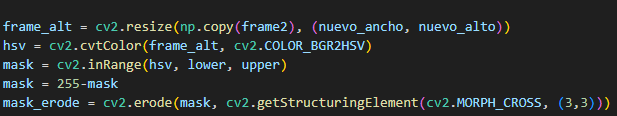 frame_alt = cv2.resize(np.copy(frame2), (nuevo_ancho, nuevo_alto))
hsv = cv2.cvtColor(frame_alt, cv2.COLOR_BGR2HSV)
mask = cv2.inRange(hsv, lower, upper)
mask = 255-mask
mask_erode = cv2.erode(mask, cv2.getStructuringElement(cv2.MORPH_CROSS, (3,3)))